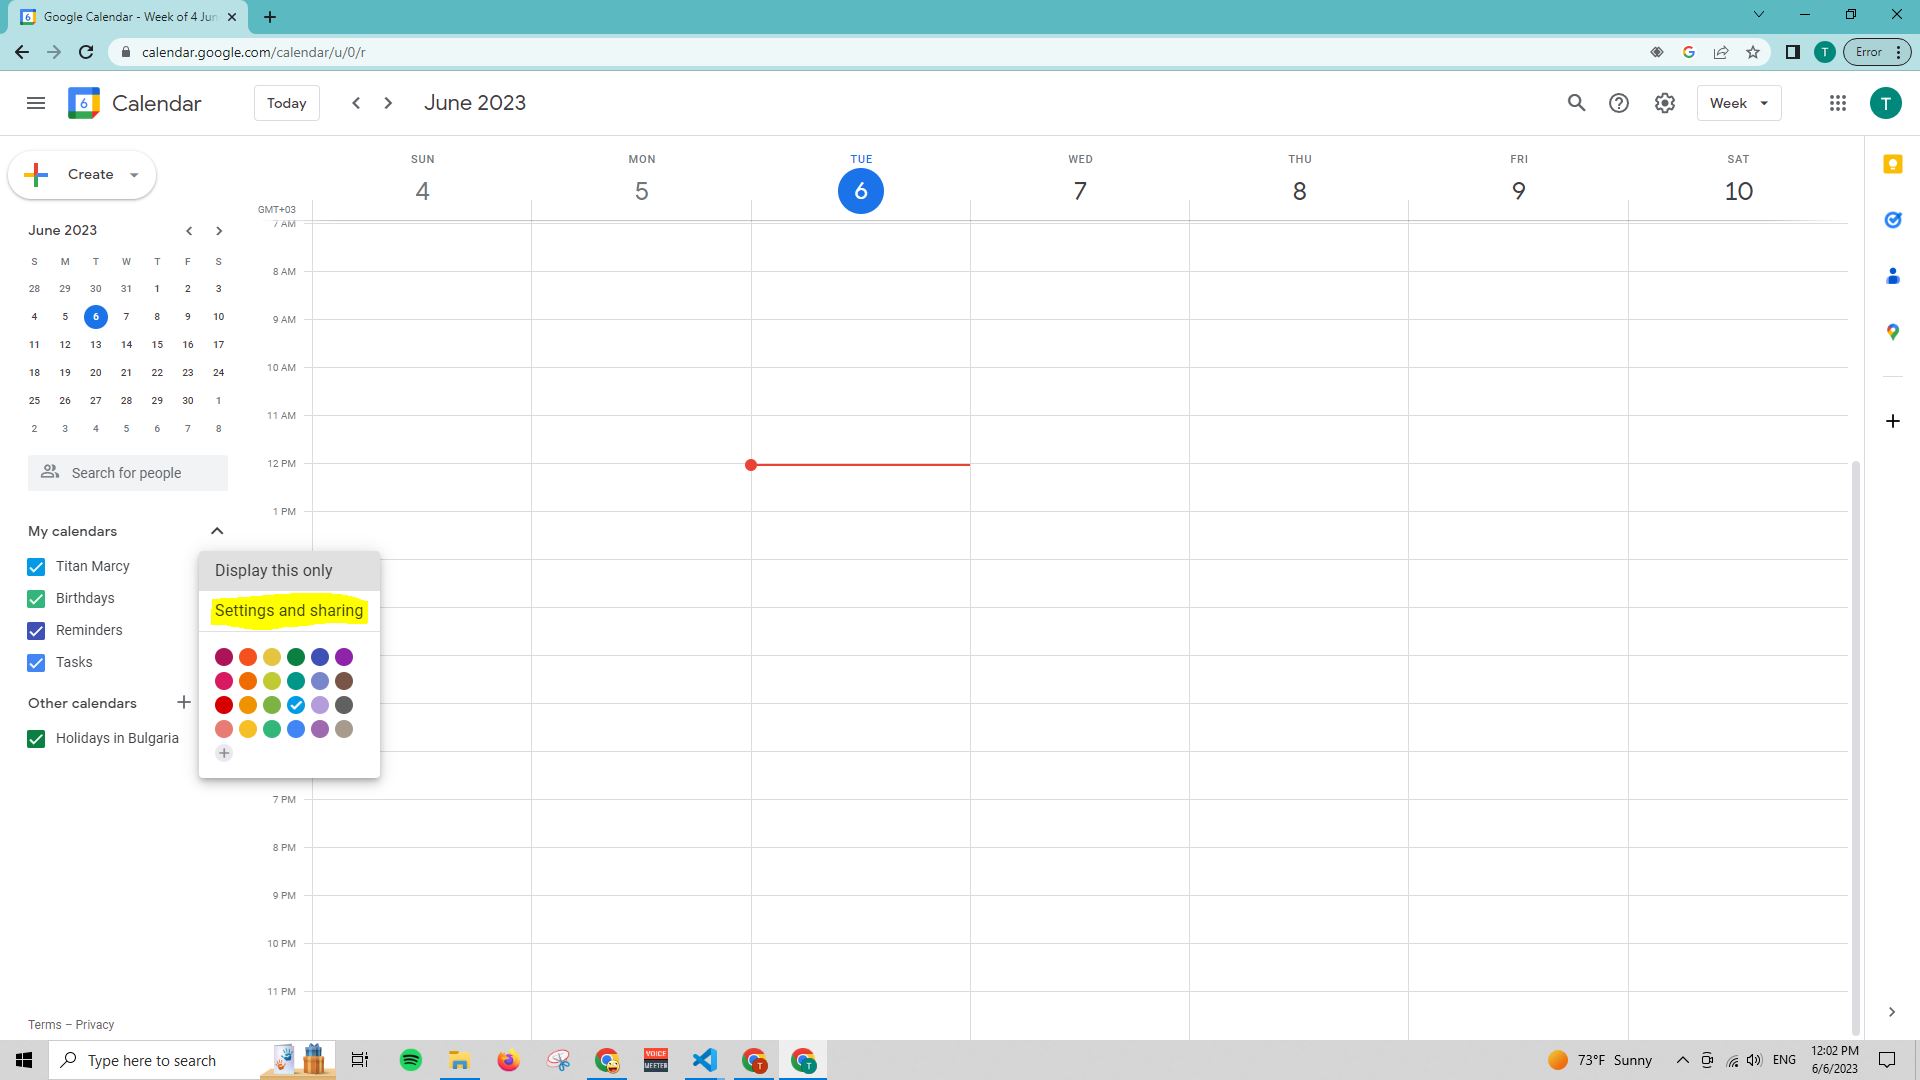 Google Calendar - Week of 4 Jun
calendar.google.com/calendar/u/0/r
T
Error
6
Calendar
Today
June 2023
Week
T
Create
SUN
MON
TUE
WED
THU
FRI
SAT
4
5
6
7
8
9
10
GMT+03
June 2023
S M T W T F S
28 29 30 31 1 2 3
4 5 6 7 8 9 10
11 12 13 14 15 16 17
18 19 20 21 22 23 24
25 26 27 28 29 30 1
2 3 4 5 6 7 8
Search for people
My calendars
Titan Marcy
Birthdays
Reminders
Tasks
Other calendars
Holidays in Bulgaria
Display this only
Settings and sharing
7 AM
8 AM
9 AM
10 AM
11 AM
12 PM
1 PM
7 PM
8 PM
9 PM
10 PM
11 PM
Terms – Privacy
Type here to search
VOICE
MEETER
T
T
73°F Sunny
ENG
12:02 PM
6/6/2023